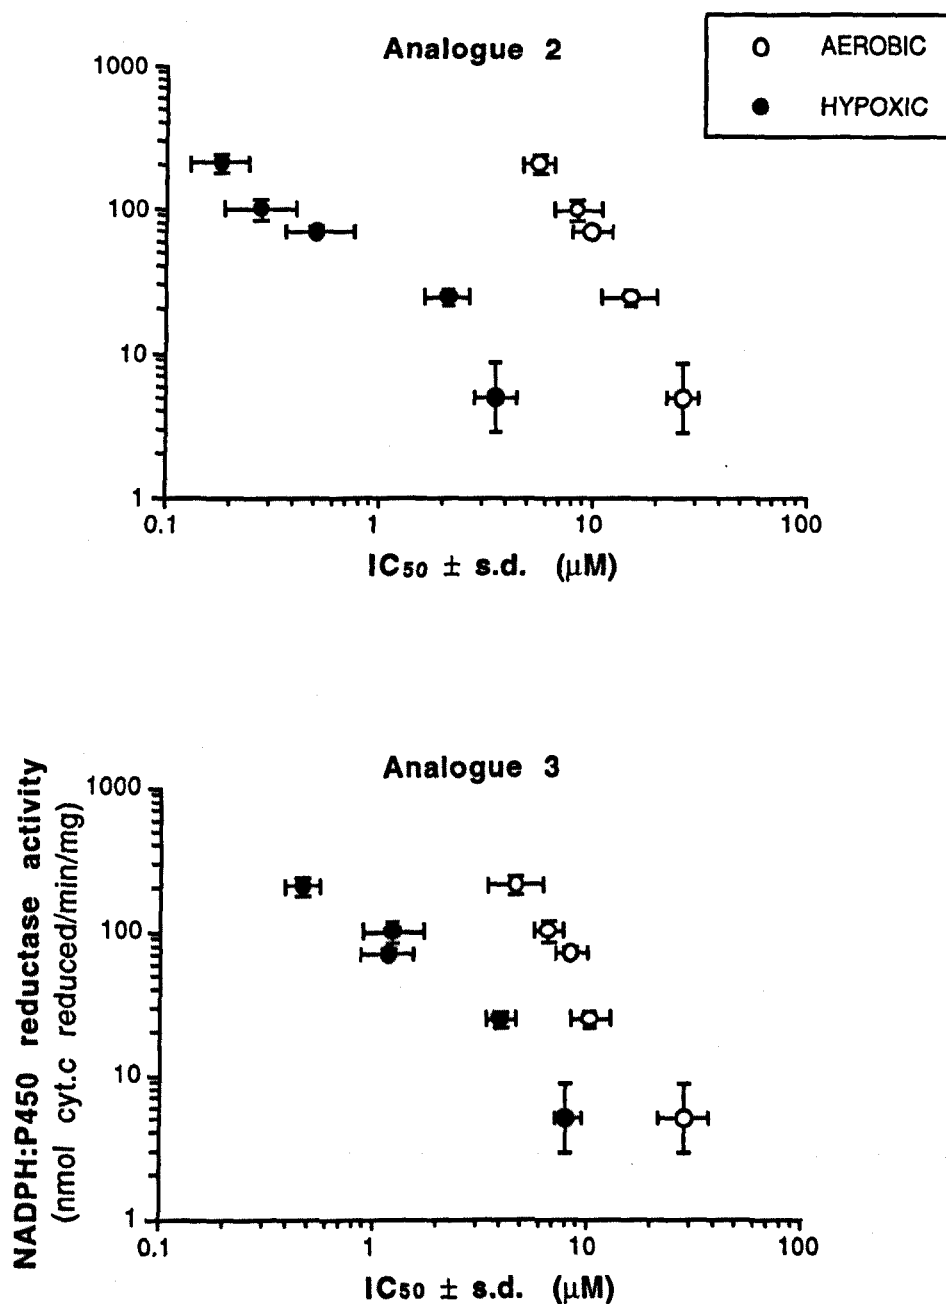 Analogue 2
AEROBIC
HYPOXIC
1000
100
10
1
0.1 1 10 100
IC50 ± s.d. (μM)
Analogue 3
NADPH:P450 reductase activity
(nmol cyt.c reduced/min/mg)
1000
100
10
1
0.1 1 10 100
IC50 ± s.d. (μM)